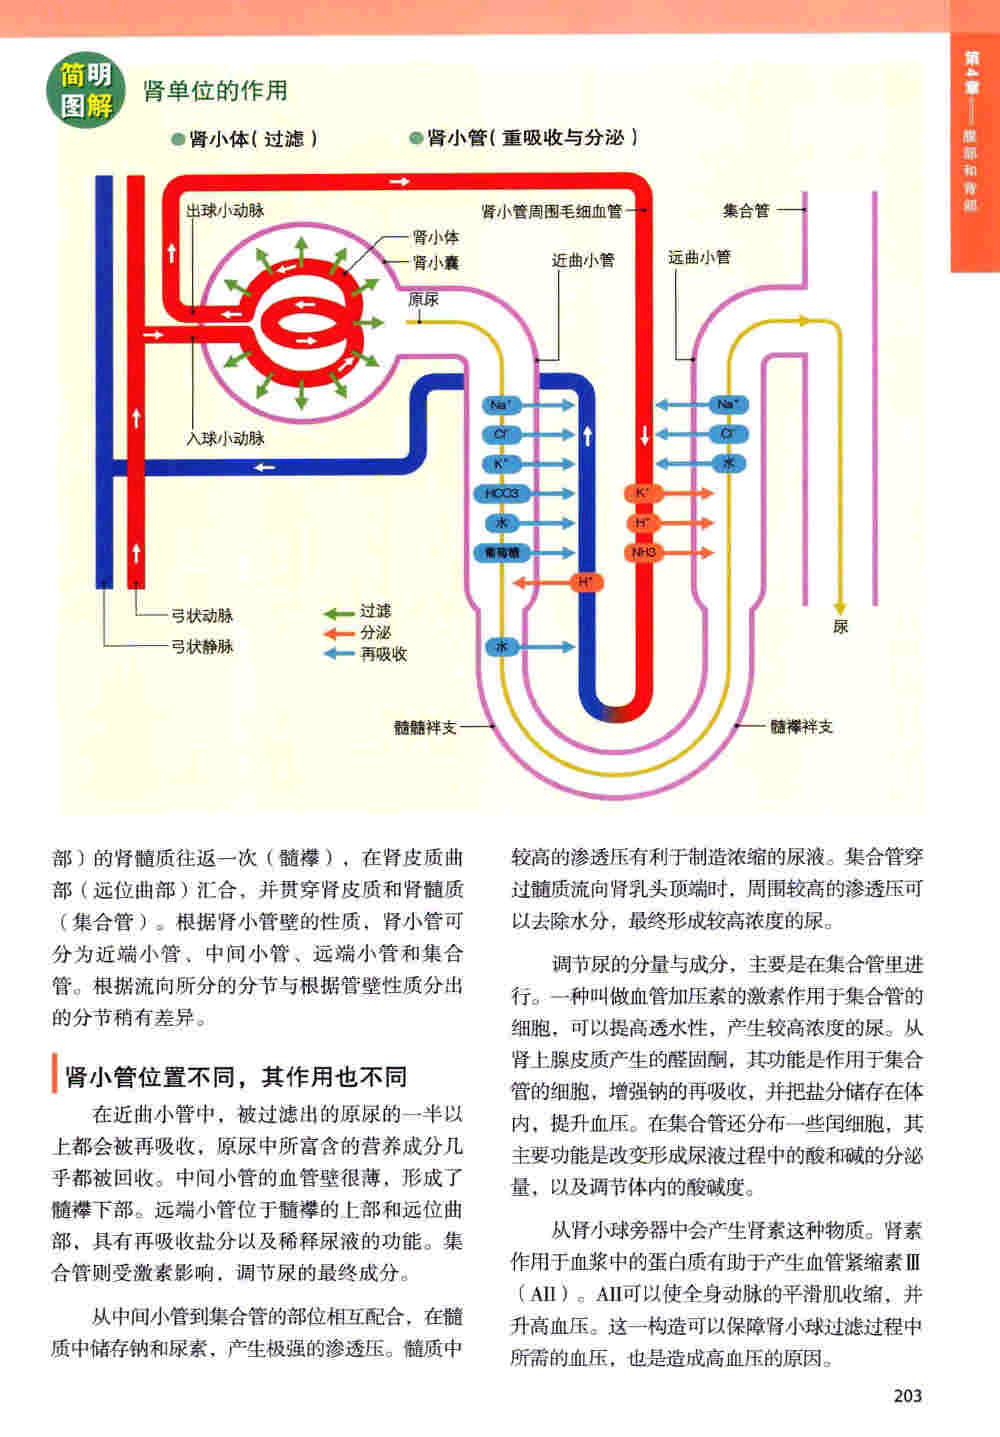 第4章——腹部和背部
简明图解
肾单位的作用
肾小体(过滤)
肾小管(重吸收与分泌)
出球小动脉
肾小体
肾小囊
原尿
肾小管周围毛细血管
集合管
近曲小管
远曲小管
入球小动脉
Na⁺
Cl⁻
K⁺
HCO3
水
葡萄糖
H⁺
水
Na⁺
Cl⁻
水
K⁺
H⁺
NH3
弓状动脉
弓状静脉
过滤
分泌
再吸收
尿
髓髓袢支
髓襻袢支
部)的肾髓质往返一次(髓襻),在肾皮质曲
部(远位曲部)汇合,并贯穿肾皮质和肾髓质
(集合管)。根据肾小管壁的性质,肾小管可
分为近端小管、中间小管、远端小管和集合
管。根据流向所分的分节与根据管壁性质分出
的分节稍有差异。
肾小管位置不同,其作用也不同
在近曲小管中,被过滤出的原尿的一半以
上都会被再吸收,原尿中所富含的营养成分几
乎都被回收。中间小管的血管壁很薄,形成了
髓襻下部。远端小管位于髓襻的上部和远位曲
部,具有再吸收盐分以及稀释尿液的功能。集
合管则受激素影响,调节尿的最终成分。
从中间小管到集合管的部位相互配合,在髓
质中储存钠和尿素,产生极强的渗透压。髓质中
较高的渗透压有利于制造浓缩的尿液。集合管穿
过髓质流向肾乳头顶端时,周围较高的渗透压可
以去除水分,最终形成较高浓度的尿。
调节尿的分量与成分,主要是在集合管里进
行。一种叫做血管加压素的激素作用于集合管的
细胞,可以提高透水性,产生较高浓度的尿。从
肾上腺皮质产生的醛固酮,其功能是作用于集合
管的细胞,增强钠的再吸收,并把盐分储存在体
内,提升血压。在集合管还分布一些闰细胞,其
主要功能是改变形成尿液过程中的酸和碱的分泌
量,以及调节体内的酸碱度。
从肾小球旁器中会产生肾素这种物质。肾素
作用于血浆中的蛋白质有助于产生血管紧缩素Ⅲ
(AII)。AII可以使全身动脉的平滑肌收缩,并
升高血压。这一构造可以保障肾小球过滤过程中
所需的血压,也是造成高血压的原因。
203